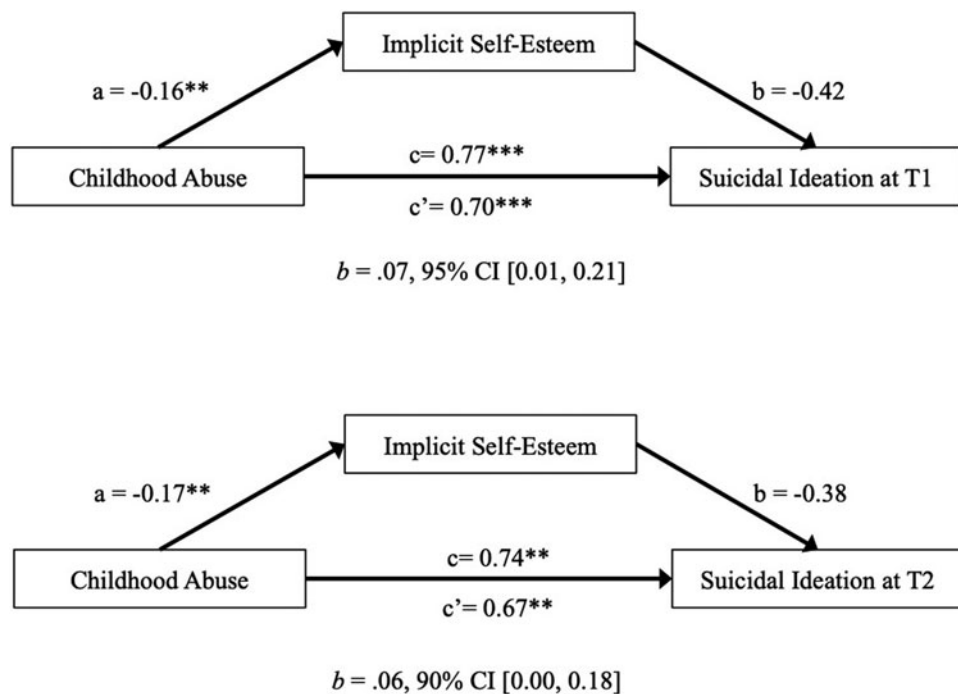 Implicit Self-Esteem
a = -0.16**
b = -0.42
Childhood Abuse
c= 0.77***
c’= 0.70***
Suicidal Ideation at T1
b = .07, 95% CI [0.01, 0.21]
Implicit Self-Esteem
a = -0.17**
b = -0.38
Childhood Abuse
c= 0.74**
c’= 0.67**
Suicidal Ideation at T2
b = .06, 90% CI [0.00, 0.18]